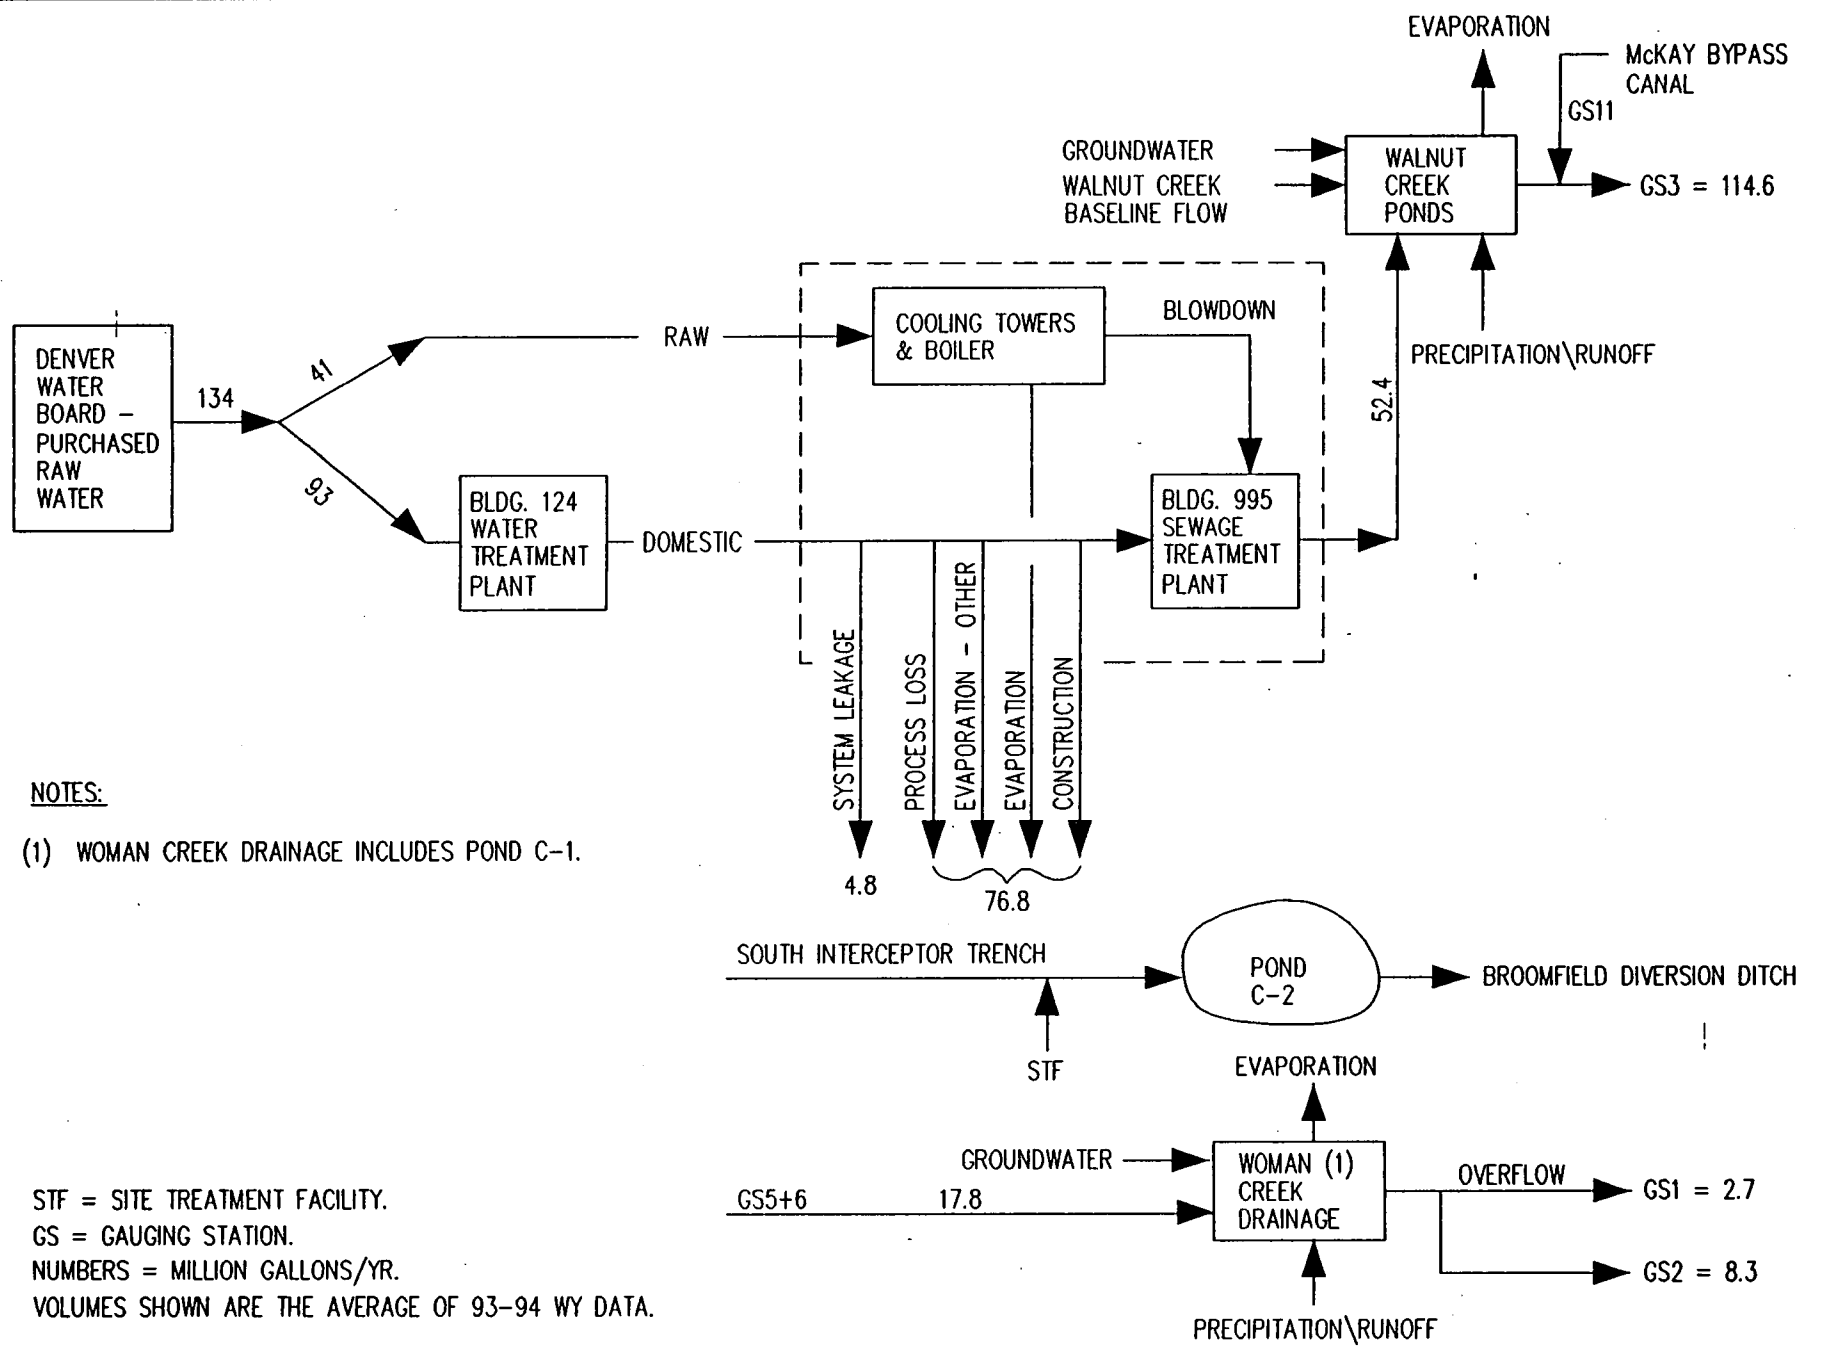 EVAPORATION
McKAY BYPASS
CANAL
GS11
GROUNDWATER
WALNUT CREEK
BASELINE FLOW
WALNUT
CREEK
PONDS
GS3 = 114.6
PRECIPITATION\RUNOFF
52.4
DENVER
WATER
BOARD –
PURCHASED
RAW
WATER
134
41
93
RAW
COOLING TOWERS
& BOILER
BLOWDOWN
BLDG. 124
WATER
TREATMENT
PLANT
DOMESTIC
BLDG. 995
SEWAGE
TREATMENT
PLANT
SYSTEM LEAKAGE
PROCESS LOSS
EVAPORATION – OTHER
EVAPORATION
CONSTRUCTION
4.8
76.8
NOTES:
(1) WOMAN CREEK DRAINAGE INCLUDES POND C–1.
SOUTH INTERCEPTOR TRENCH
STF
POND
C–2
BROOMFIELD DIVERSION DITCH
EVAPORATION
GROUNDWATER
GS5+6
17.8
WOMAN (1)
CREEK
DRAINAGE
OVERFLOW
GS1 = 2.7
GS2 = 8.3
PRECIPITATION\RUNOFF
STF = SITE TREATMENT FACILITY.
GS = GAUGING STATION.
NUMBERS = MILLION GALLONS/YR.
VOLUMES SHOWN ARE THE AVERAGE OF 93–94 WY DATA.